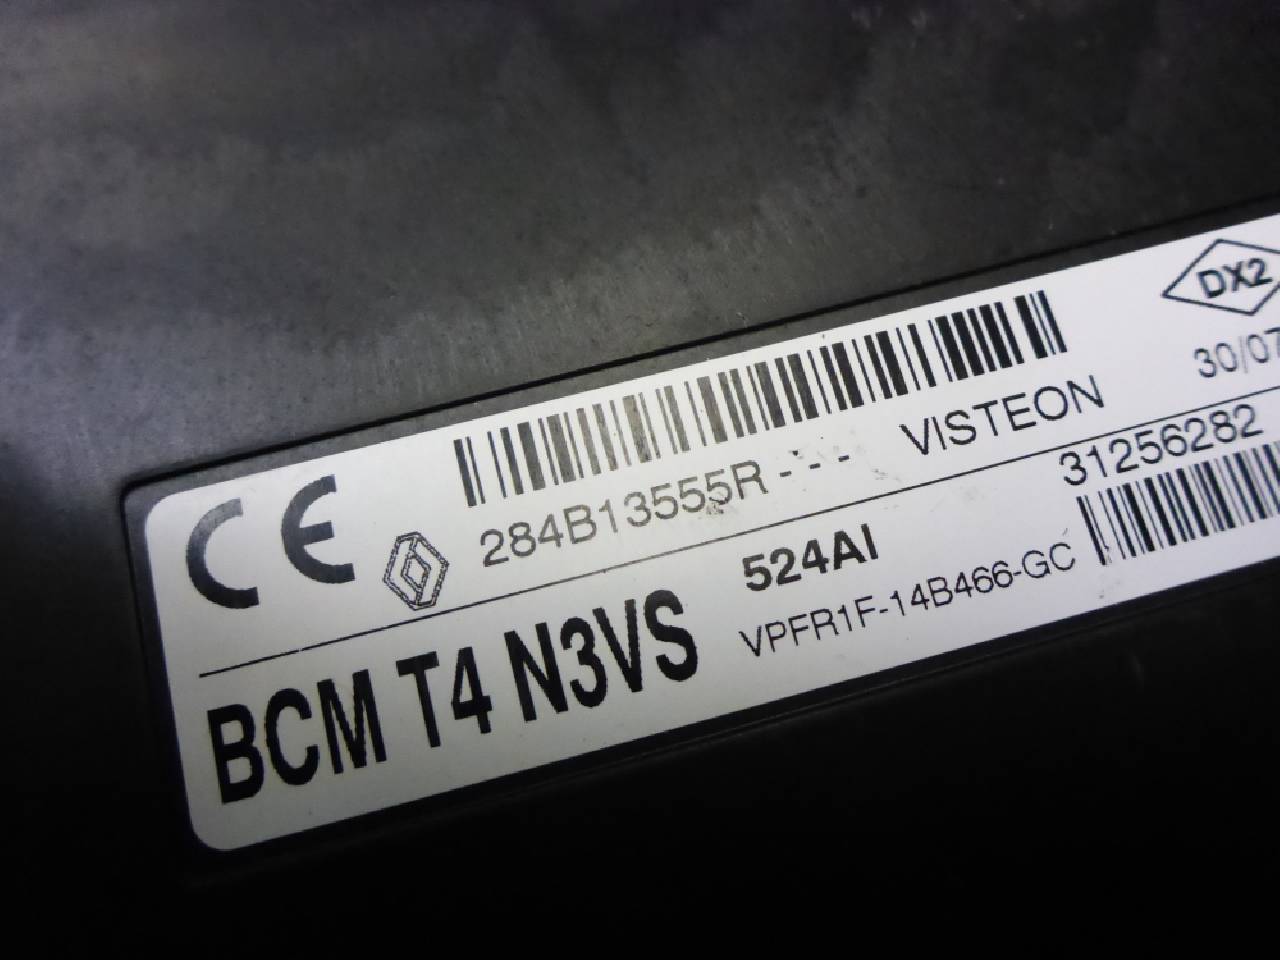 CE
DX2
284B13555R---
VISTEON
30/07
BCM T4 N3VS
524AI
31256282
VPFR1F-14B466-GC